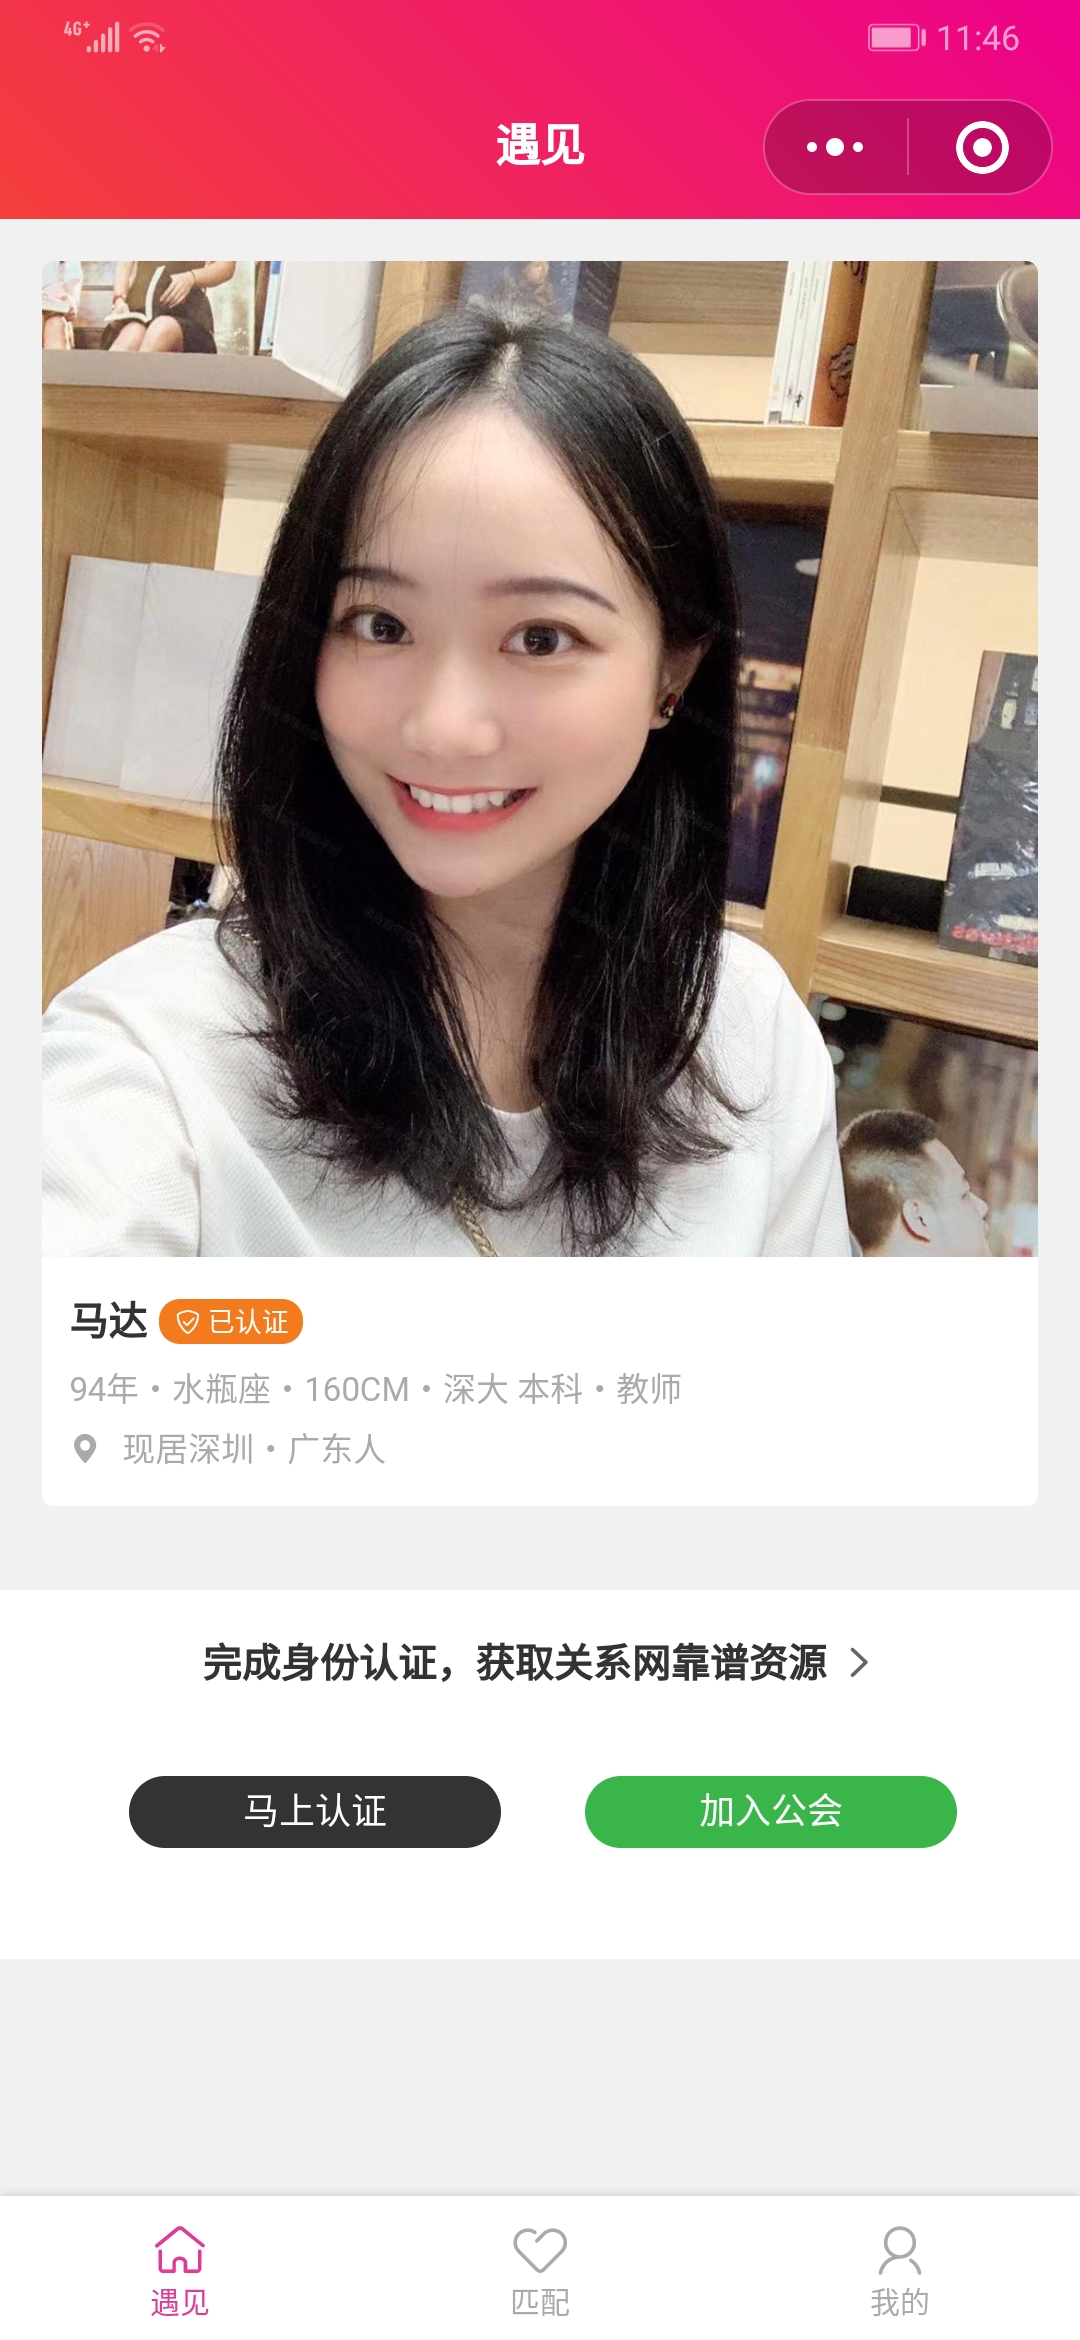 4G+
11:46
遇见
马达 已认证
94年・水瓶座・160CM・深大 本科・教师
现居深圳・广东人
完成身份认证，获取关系网靠谱资源
马上认证
加入公会
遇见
匹配
我的